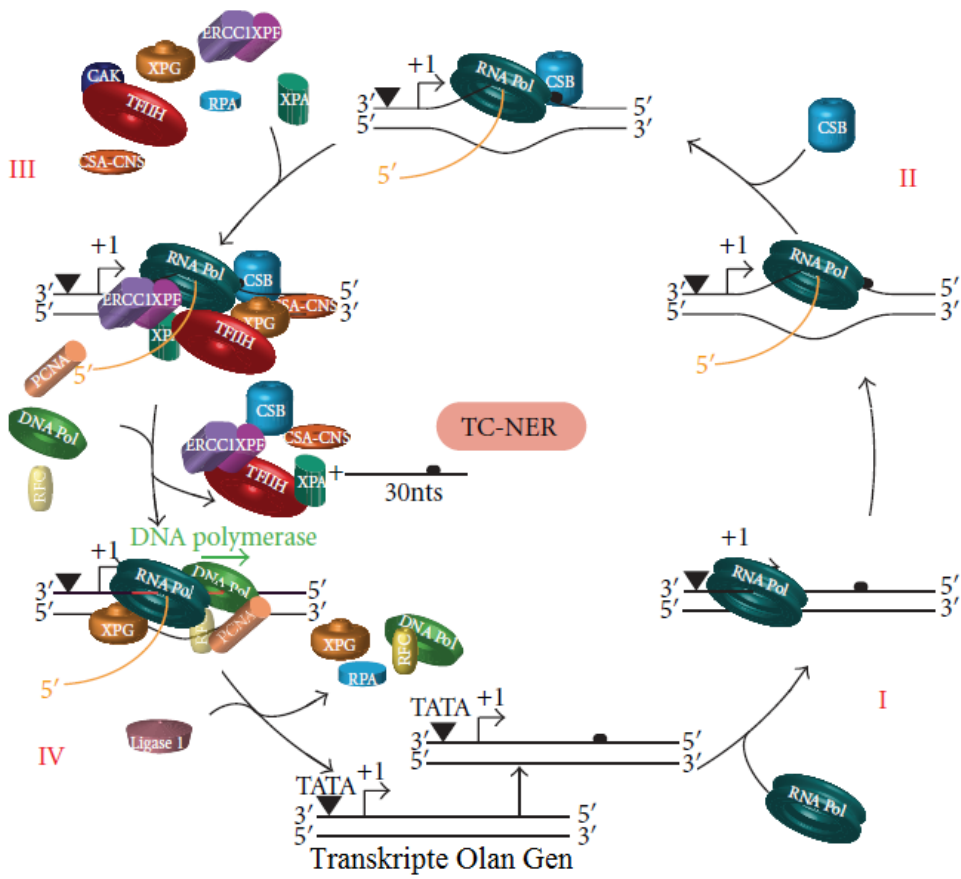 ERCC1XPF
XPG
CAK
TFIIH
RPA
XPA
CSA-CNS
III
+1
RNA Pol
CSB
3′ 5′
5′ 3′
5′
CSB
II
+1
RNA Pol
CSB
3′ 5′
5′ 3′
ERCC1XPF
SA-CNS
XPG
XP
TFIIH
5′
+1
RNA Pol
3′ 5′
5′ 3′
5′
PCNA
DNA Pol
RFC
CSB
ERCC1XPF
CSA-CNS
TFIIH
XPA
+
30nts
TC-NER
DNA polymerase
+1
RNA Pol
DNA Pol
3′ 5′
5′ 3′
XPG
PCNA
5′
+1
RNA Pol
3′ 5′
5′ 3′
XPG
RPA
DNA Pol
RFC
Ligase 1
IV
I
TATA
+1
3′ 5′
5′ 3′
RNA Pol
TATA
+1
3′ 5′
5′ 3′
Transkripte Olan Gen